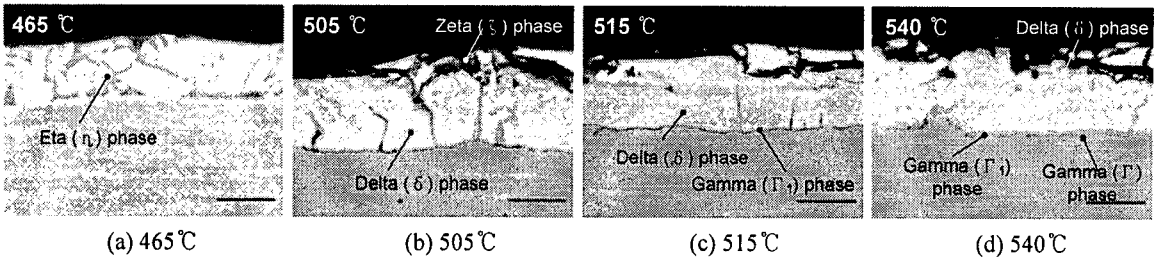 465 ℃
Eta (η) phase
505 ℃
Zeta (ζ) phase
Delta (δ) phase
515 ℃
Delta (δ) phase
Gamma (Γ₁) phase
540 ℃
Delta (δ) phase
Gamma (Γ₁)
phase
Gamma (Γ)
phase
(a) 465℃
(b) 505℃
(c) 515℃
(d) 540℃